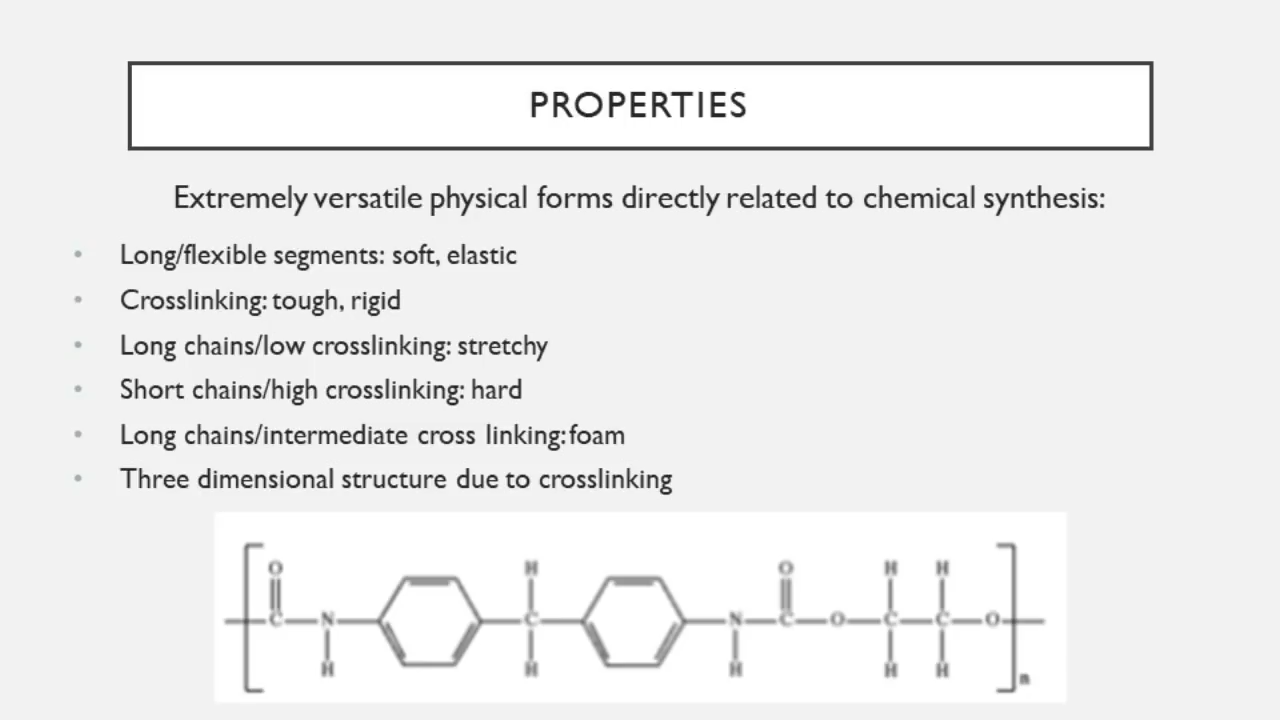 PROPERTIES
Extremely versatile physical forms directly related to chemical synthesis:
• Long/flexible segments: soft, elastic
• Crosslinking: tough, rigid
• Long chains/low crosslinking: stretchy
• Short chains/high crosslinking: hard
• Long chains/intermediate cross linking:foam
• Three dimensional structure due to crosslinking
O H O H H
C N C N C O C C O
H H H H H n